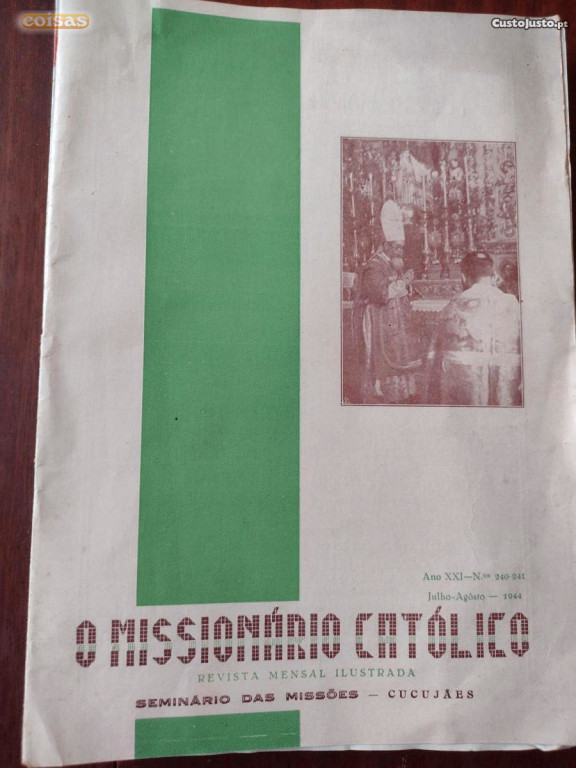 coisas
CustoJusto.pt
Ano XXI—N.os 240-241
Julho-Agôsto — 1944
O MISSIONÁRIO CATÓLICO
REVISTA MENSAL ILUSTRADA
SEMINÁRIO DAS MISSÕES — CUCUJÃES